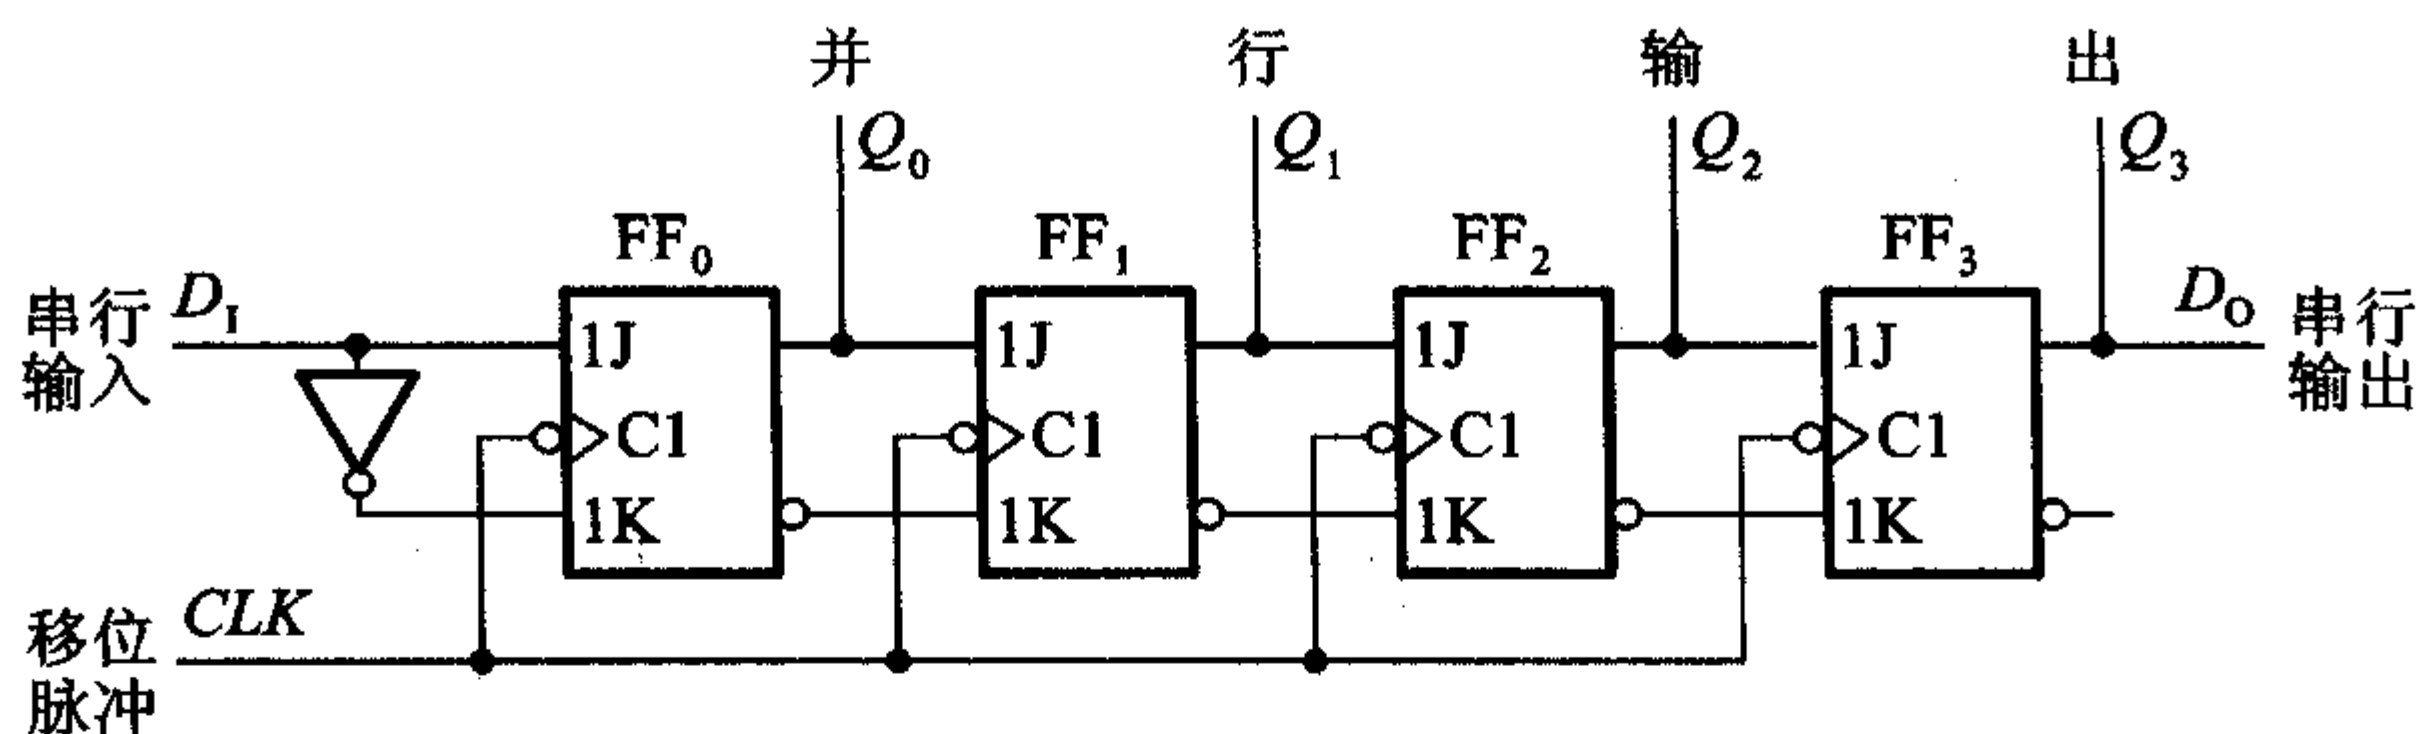 并 行 输 出
Q0 Q1 Q2 Q3
FF0 FF1 FF2 FF3
串行 DI DO 串行
输入 输出
1J 1J 1J 1J
C1 C1 C1 C1
1K 1K 1K 1K
移位 CLK
脉冲